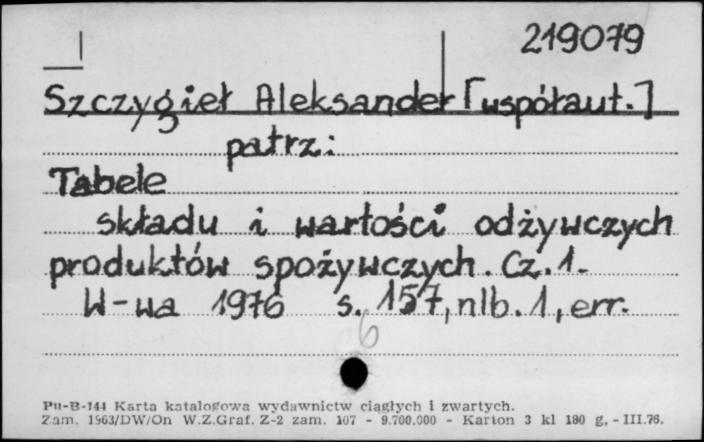 219079
Szczygieł Aleksander [współaut.]
patrz:
Tabele
składu i wartości odżywczych
produktów spożywczych. Cz. 1.
W-wa 1976 s. 157, nlb. 1, err.
6
Pu-B-144 Karta katalogowa wydawnictw ciągłych i zwartych.
Zam. 1963/DW/On W.Z.Graf. Z-2 zam. 107 - 9.700.000 - Karton 3 kl 180 g. - III.76.